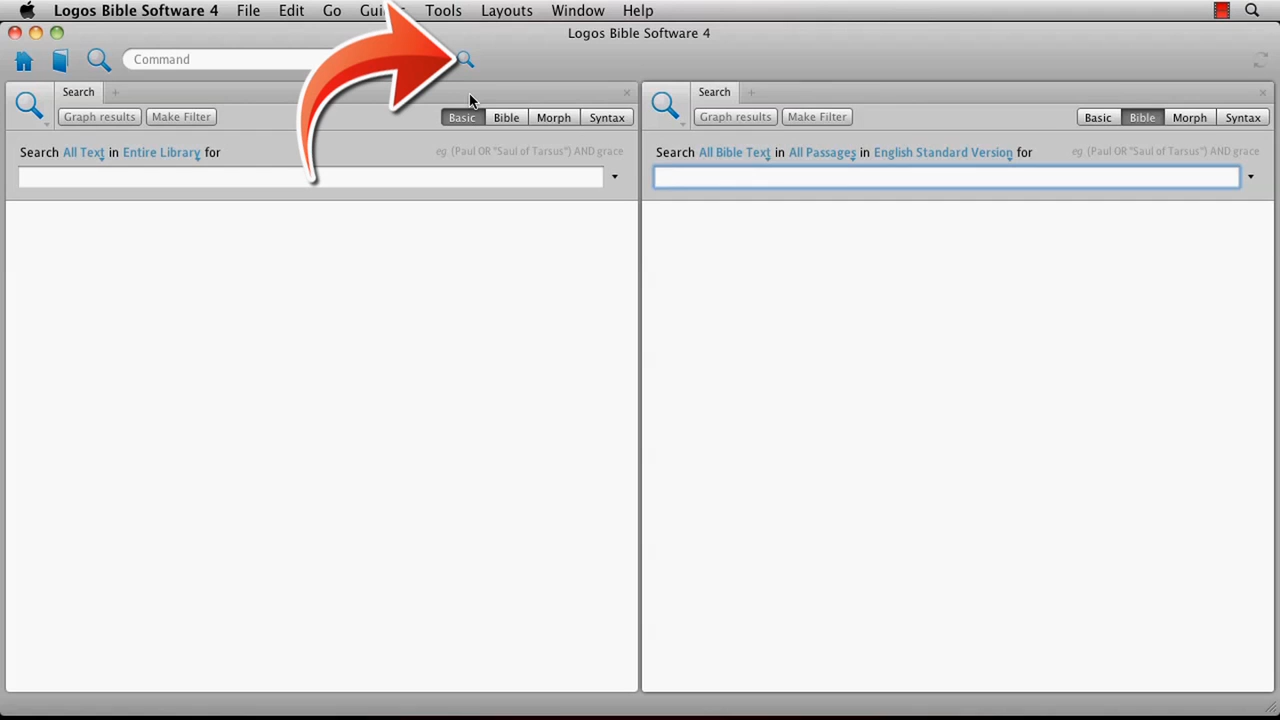 Logos Bible Software 4 File Edit Go Tools Layouts Window Help
Logos Bible Software 4
Command
Search +
Graph results Make Filter Basic Bible Morph Syntax
Search All Text in Entire Library for eg. (Paul OR "Saul of Tarsus") AND grace
Search +
Graph results Make Filter Basic Bible Morph Syntax
Search All Bible Text in All Passages in English Standard Version for eg. (Paul OR "Saul of Tarsus") AND grace